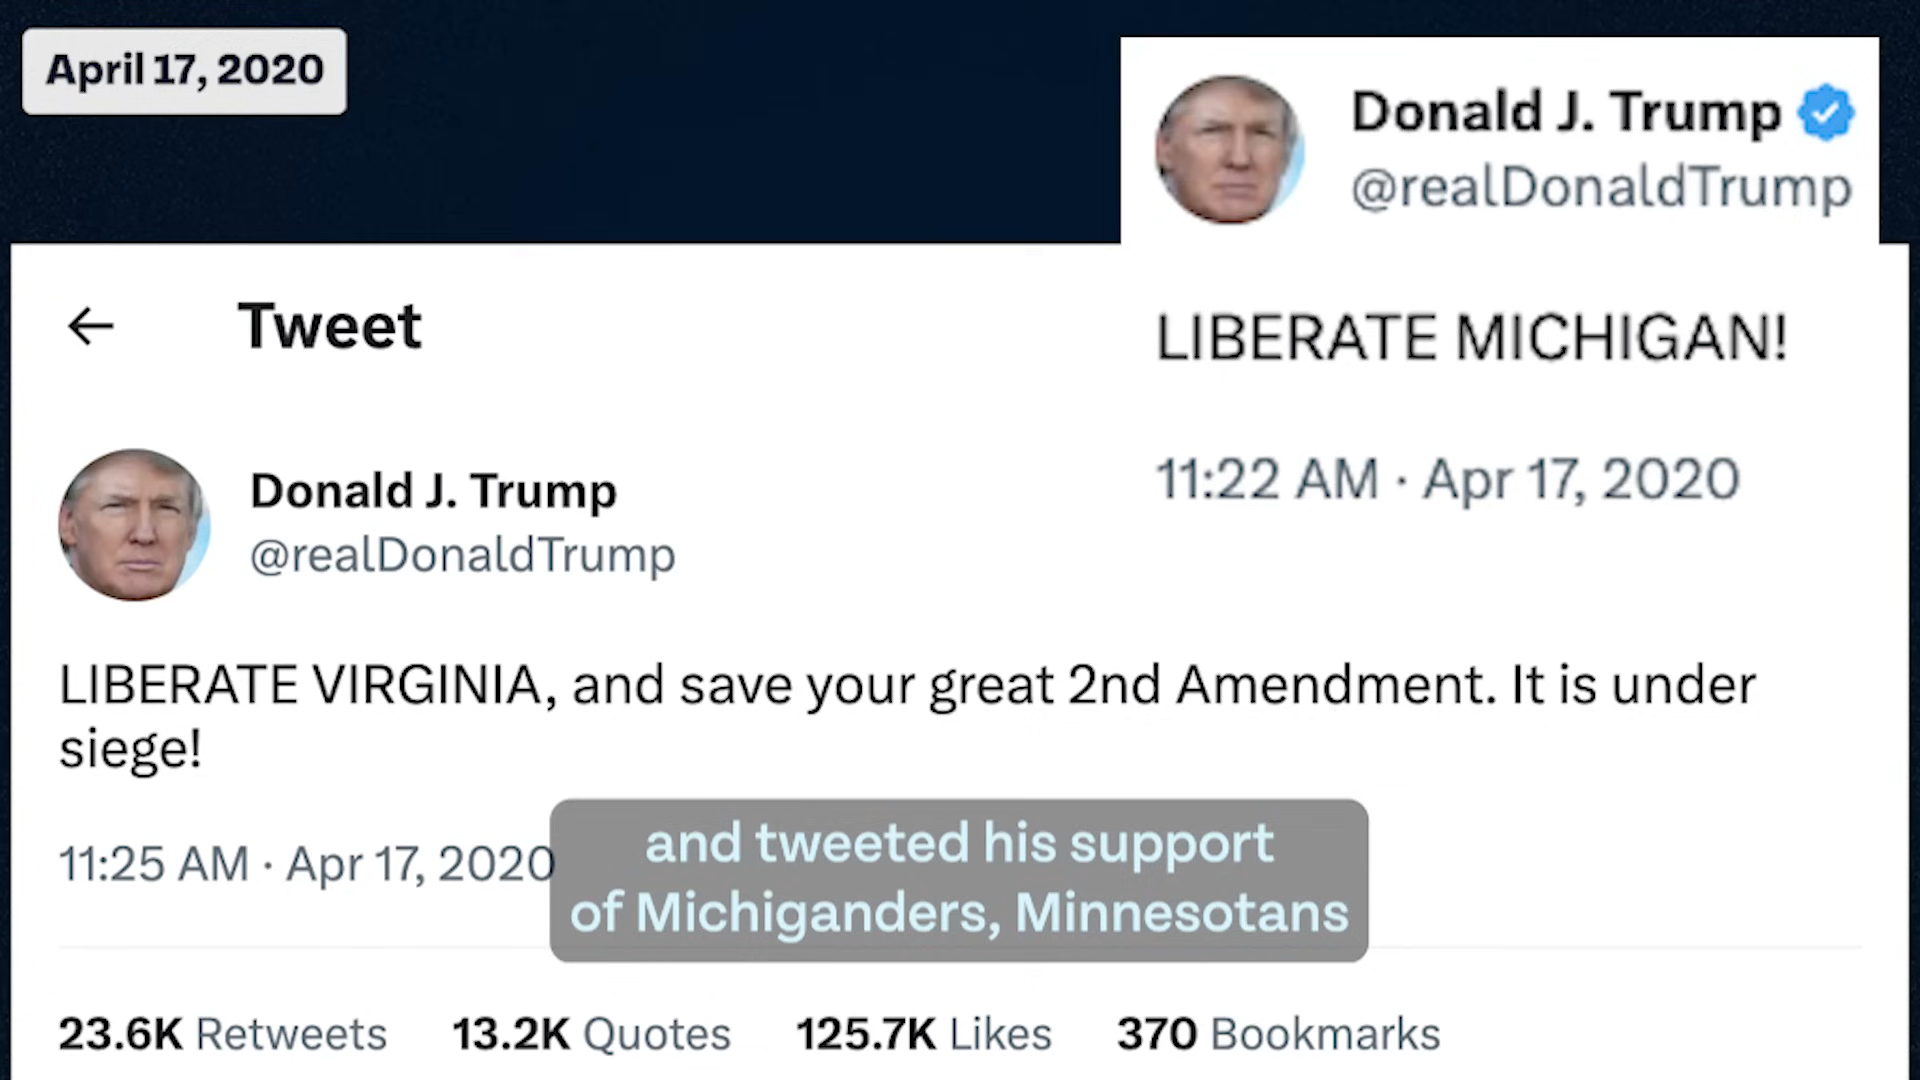 April 17, 2020
Donald J. Trump
@realDonaldTrump
LIBERATE MICHIGAN!
11:22 AM · Apr 17, 2020
Tweet
Donald J. Trump
@realDonaldTrump
LIBERATE VIRGINIA, and save your great 2nd Amendment. It is under
siege!
11:25 AM · Apr 17, 2020
and tweeted his support
of Michiganders, Minnesotans
23.6K Retweets 13.2K Quotes 125.7K Likes 370 Bookmarks